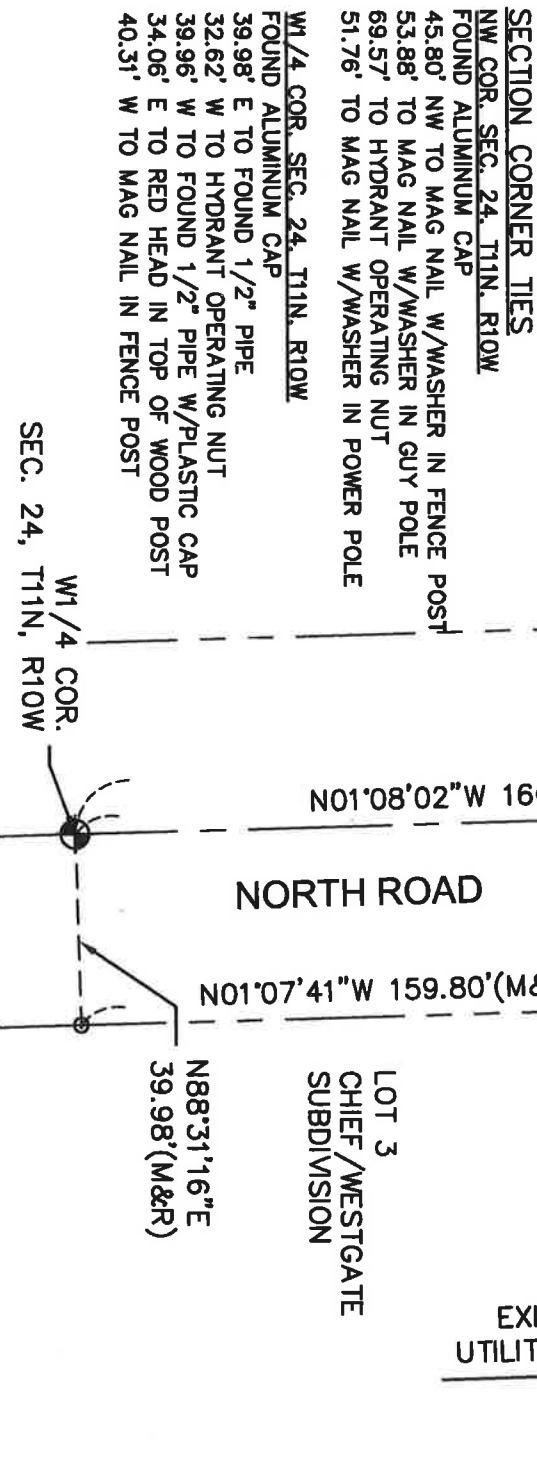 SECTION CORNER TIES
NW COR. SEC. 24, T11N, R10W
FOUND ALUMINUM CAP
45.80' NW TO MAG NAIL W/WASHER IN FENCE POST
53.88' TO MAG NAIL W/WASHER IN GUY POLE
69.57' TO HYDRANT OPERATING NUT
51.76' TO MAG NAIL W/WASHER IN POWER POLE
W1/4 COR. SEC. 24, T11N, R10W
FOUND ALUMINUM CAP
39.98' E TO FOUND 1/2" PIPE
32.62' W TO HYDRANT OPERATING NUT
39.96' W TO FOUND 1/2" PIPE W/PLASTIC CAP
34.06' E TO RED HEAD IN TOP OF WOOD POST
40.31' W TO MAG NAIL IN FENCE POST
W1/4 COR.
SEC. 24, T11N, R10W
N01°08'02"W 16
NORTH ROAD
N01°07'41"W 159.80'(M&
N88°31'16"E
39.98'(M&R)
LOT 3
CHIEF/WESTGATE
SUBDIVISION
EXI
UTILIT